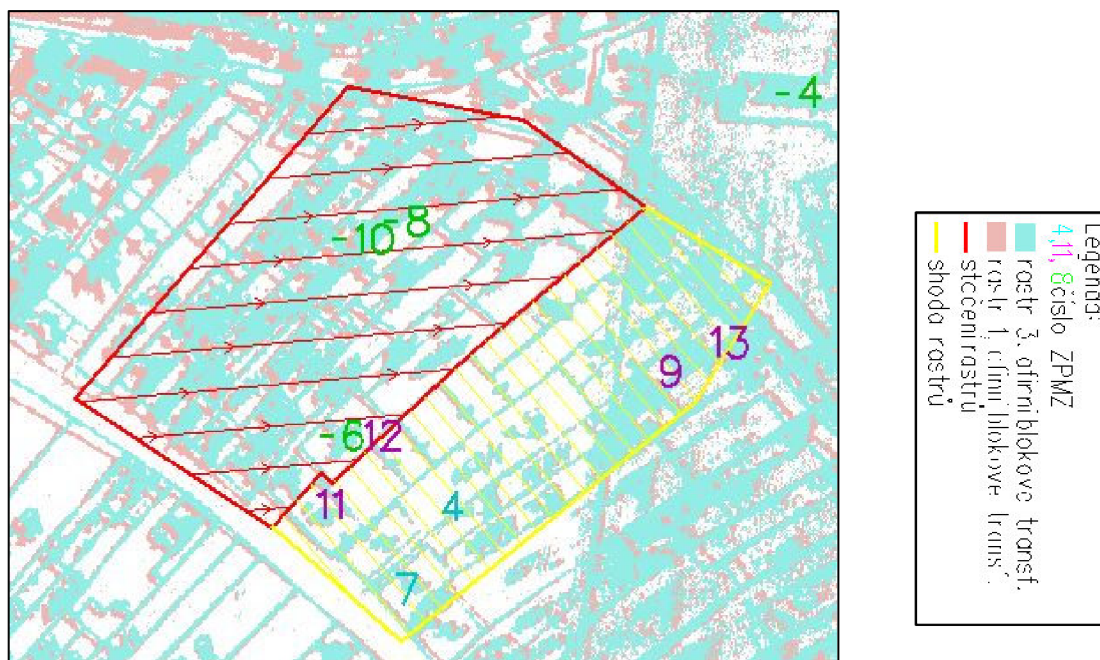 -4
-8
-10
9
13
-6
12
11
4
7
Legenda:
4,11, 8 číslo ZPMZ
rastr 3. afinní blokové transf.
rastr 1. afinní blokové transf.
stočení rastrů
shoda rastrů